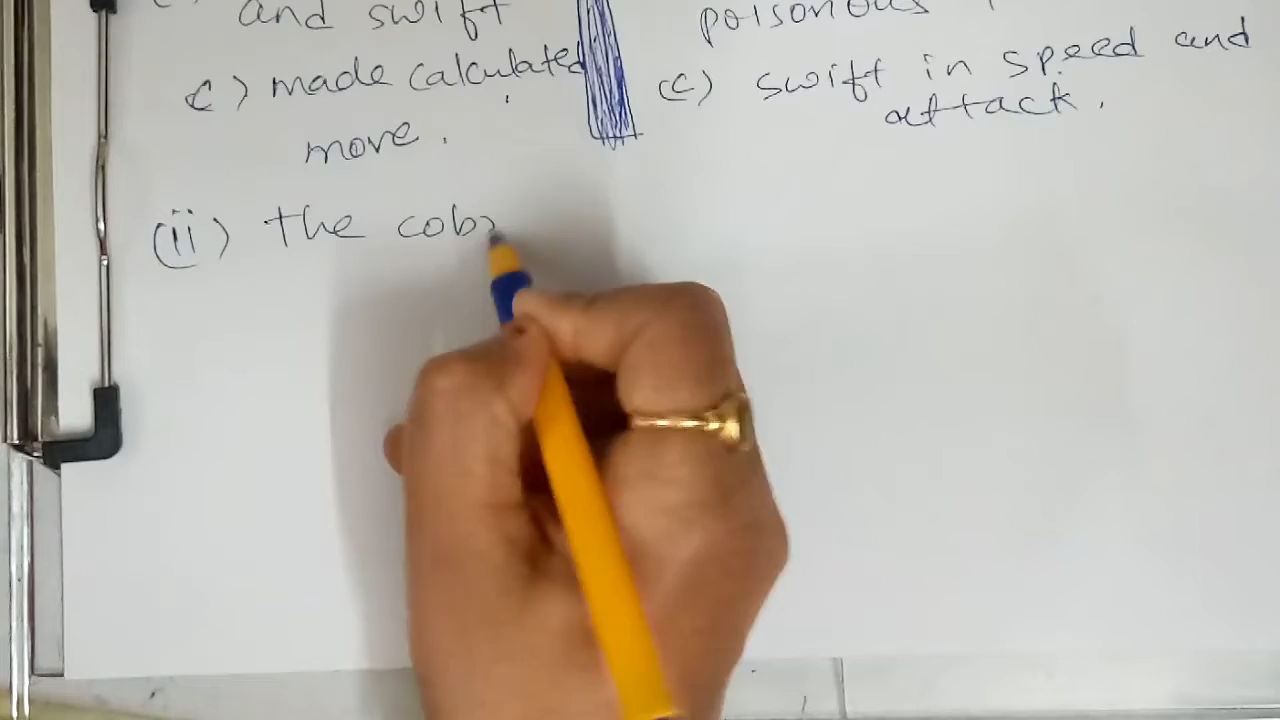 and swift
c) made calculated
move.
poisonous
(c) swift in speed and
attack.
(ii) the cob